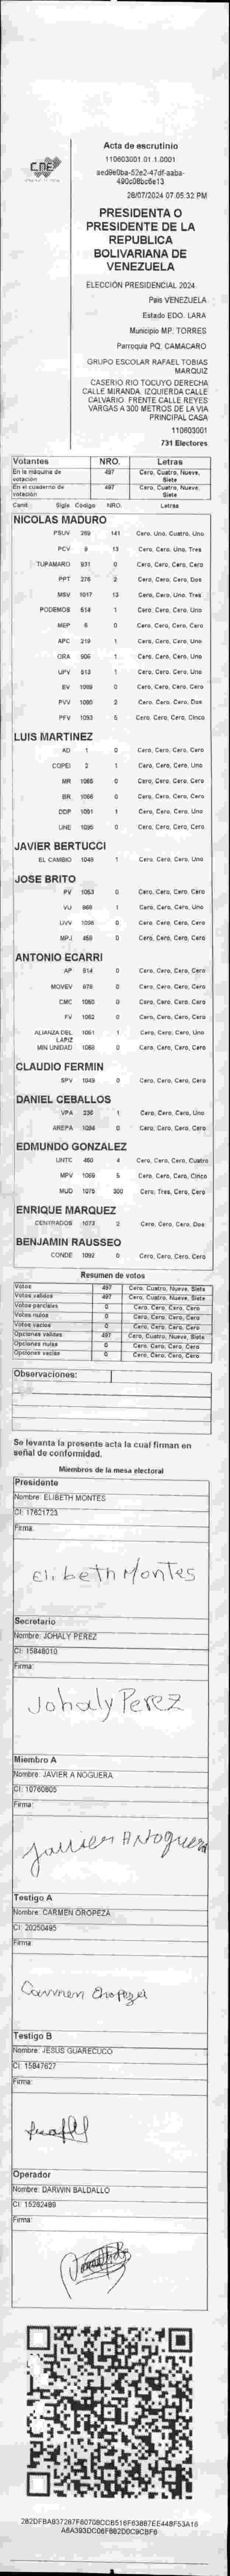 CNE
Acta de escrutinio
110603001.01.1.0001
28/07/2024 07:05:32 PM
PRESIDENTA O
PRESIDENTE DE LA
REPUBLICA
BOLIVARIANA DE
VENEZUELA
ELECCIÓN PRESIDENCIAL 2024.
País VENEZUELA
Estado EDO. LARA
Municipio MP. TORRES
Parroquia PQ. CAMACARO
GRUPO ESCOLAR RAFAEL TOBIAS
MARQUIZ
CASERIO RIO TOCUYO DERECHA
CALLE MIRANDA. IZQUIERDA CALLE
CALVARIO. FRENTE CALLE REYES
VARGAS A 300 METROS DE LA VIA
PRINCIPAL CASA
110603001
731 Electores
Votantes NRO. Letras
En la máquina de votación 497 Cero, Cuatro, Nueve, Siete
En el cuaderno de votación 497 Cero, Cuatro, Nueve, Siete
Cand. Sigla Código NRO. Letras
NICOLAS MADURO
PSUV 269 141 Cero, Uno, Cuatro, Uno
PCV 9 13 Cero, Cero, Uno, Tres
TUPAMARO 931 0 Cero, Cero, Cero, Cero
PPT 276 2 Cero, Cero, Cero, Dos
MSV 1017 13 Cero, Cero, Uno, Tres
PODEMOS 514 1 Cero, Cero, Cero, Uno
MEP 6 0 Cero, Cero, Cero, Cero
APC 219 1 Cero, Cero, Cero, Uno
ORA 906 1 Cero, Cero, Cero, Uno
UPV 513 1 Cero, Cero, Cero, Uno
EV 1089 0 Cero, Cero, Cero, Cero
PVV 1090 2 Cero, Cero, Cero, Dos
PFV 1093 5 Cero, Cero, Cero, Cinco
LUIS MARTINEZ
AD 1 0 Cero, Cero, Cero, Cero
COPEI 2 1 Cero, Cero, Cero, Uno
MR 1065 0 Cero, Cero, Cero, Cero
BR 1066 0 Cero, Cero, Cero, Cero
DDP 1091 1 Cero, Cero, Cero, Uno
UNE 1095 0 Cero, Cero, Cero, Cero
JAVIER BERTUCCI
EL CAMBIO 1049 1 Cero, Cero, Cero, Uno
JOSE BRITO
PV 1053 0 Cero, Cero, Cero, Cero
VU 969 1 Cero, Cero, Cero, Uno
UVV 1096 0 Cero, Cero, Cero, Cero
MPJ 459 0 Cero, Cero, Cero, Cero
ANTONIO ECARRI
AP 914 0 Cero, Cero, Cero, Cero
MOVEV 978 0 Cero, Cero, Cero, Cero
CMC 1060 0 Cero, Cero, Cero, Cero
FV 1062 0 Cero, Cero, Cero, Cero
ALIANZA DEL LAPIZ 1051 1 Cero, Cero, Cero, Uno
MIN UNIDAD 1068 0 Cero, Cero, Cero, Cero
CLAUDIO FERMIN
SPV 1049 0 Cero, Cero, Cero, Cero
DANIEL CEBALLOS
VPA 236 1 Cero, Cero, Cero, Uno
AREPA 1094 0 Cero, Cero, Cero, Cero
EDMUNDO GONZALEZ
UNTC 460 4 Cero, Cero, Cero, Cuatro
MPV 1069 5 Cero, Cero, Cero, Cinco
MUD 1075 300 Cero, Tres, Cero, Cero
ENRIQUE MARQUEZ
CENTRADOS 1073 2 Cero, Cero, Cero, Dos
BENJAMIN RAUSSEO
CONDE 1092 0 Cero, Cero, Cero, Cero
Resumen de votos
Votos 497 Cero, Cuatro, Nueve, Siete
Votos validos 497 Cero, Cuatro, Nueve, Siete
Votos parciales 0 Cero, Cero, Cero, Cero
Votos nulos 0 Cero, Cero, Cero, Cero
Votos vacios 0 Cero, Cero, Cero, Cero
Opciones validas 497 Cero, Cuatro, Nueve, Siete
Opciones nulas 0 Cero, Cero, Cero, Cero
Opciones vacias 0 Cero, Cero, Cero, Cero
Observaciones:
Se levanta la presente acta la cual firman en
señal de conformidad.
Miembros de la mesa electoral
Presidente
Nombre: ELIBETH MONTES
CI: 17621723
Firma:
Elibeth Montes
Secretario
Nombre: JOHALY PEREZ
CI: 15848010
Firma:
Johaly Perez
Miembro A
Nombre: JAVIER A NOGUERA
CI: 10760805
Firma:
Javier A Noguera
Testigo A
Nombre: CARMEN OROPEZA
CI: 20250495
Firma:
Carmen Oropeza
Testigo B
Nombre: JESUS GUARECUCO
CI: 15847627
Firma:
Operador
Nombre: DARWIN BALDALLO
CI: 15262489
Firma: